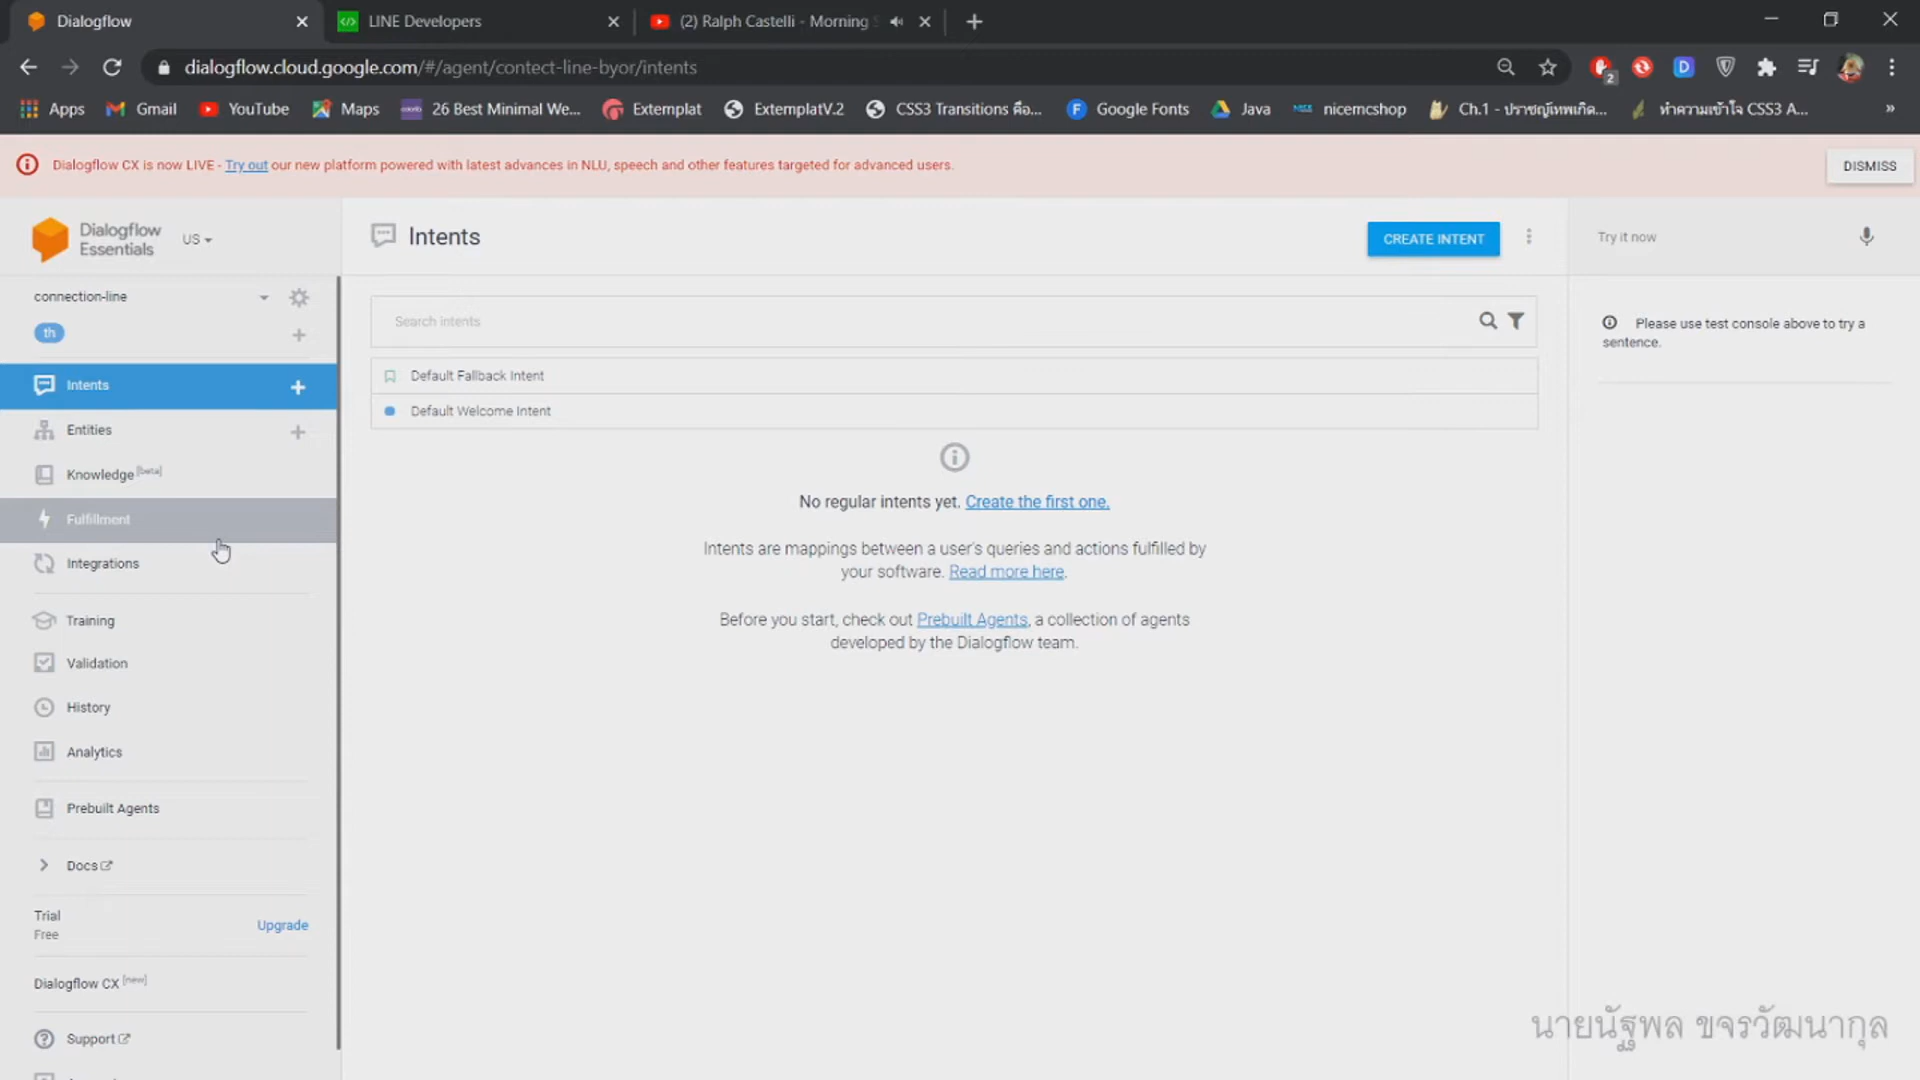 Dialogflow
LINE Developers
(2) Ralph Castelli - Morning
dialogflow.cloud.google.com/#/agent/contect-line-byor/intents
2
Apps
Gmail
YouTube
Maps
26 Best Minimal We...
Extemplat
ExtemplatV.2
CSS3 Transitions คือ...
Google Fonts
Java
nicemcshop
Ch.1 - ปราชญ์เทพเกิด...
ทำความเข้าใจ CSS3 A...
»
Dialogflow CX is now LIVE - Try out our new platform powered with latest advances in NLU, speech and other features targeted for advanced users.
DISMISS
Dialogflow
Essentials
US
Intents
CREATE INTENT
Try it now
connection-line
th
Search intents
Please use test console above to try a
sentence.
Default Fallback Intent
Default Welcome Intent
Intents
Entities
Knowledge [beta]
Fulfillment
Integrations
Training
Validation
History
Analytics
Prebuilt Agents
Docs
Trial
Free
Upgrade
Dialogflow CX [new]
Support
No regular intents yet. Create the first one.
Intents are mappings between a user's queries and actions fulfilled by
your software. Read more here.
Before you start, check out Prebuilt Agents, a collection of agents
developed by the Dialogflow team.
นายนัฐพล ขจรวัฒนากุล